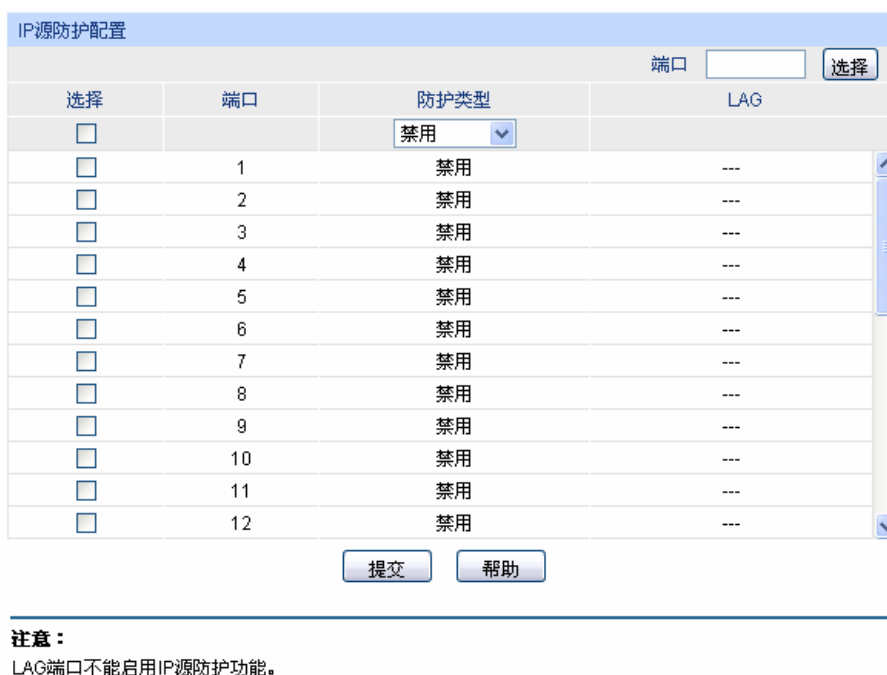 IP源防护配置
端口 选择
选择 端口 防护类型 LAG
禁用
1 禁用 ---
2 禁用 ---
3 禁用 ---
4 禁用 ---
5 禁用 ---
6 禁用 ---
7 禁用 ---
8 禁用 ---
9 禁用 ---
10 禁用 ---
11 禁用 ---
12 禁用 ---
提交 帮助
注意：
LAG端口不能启用IP源防护功能。